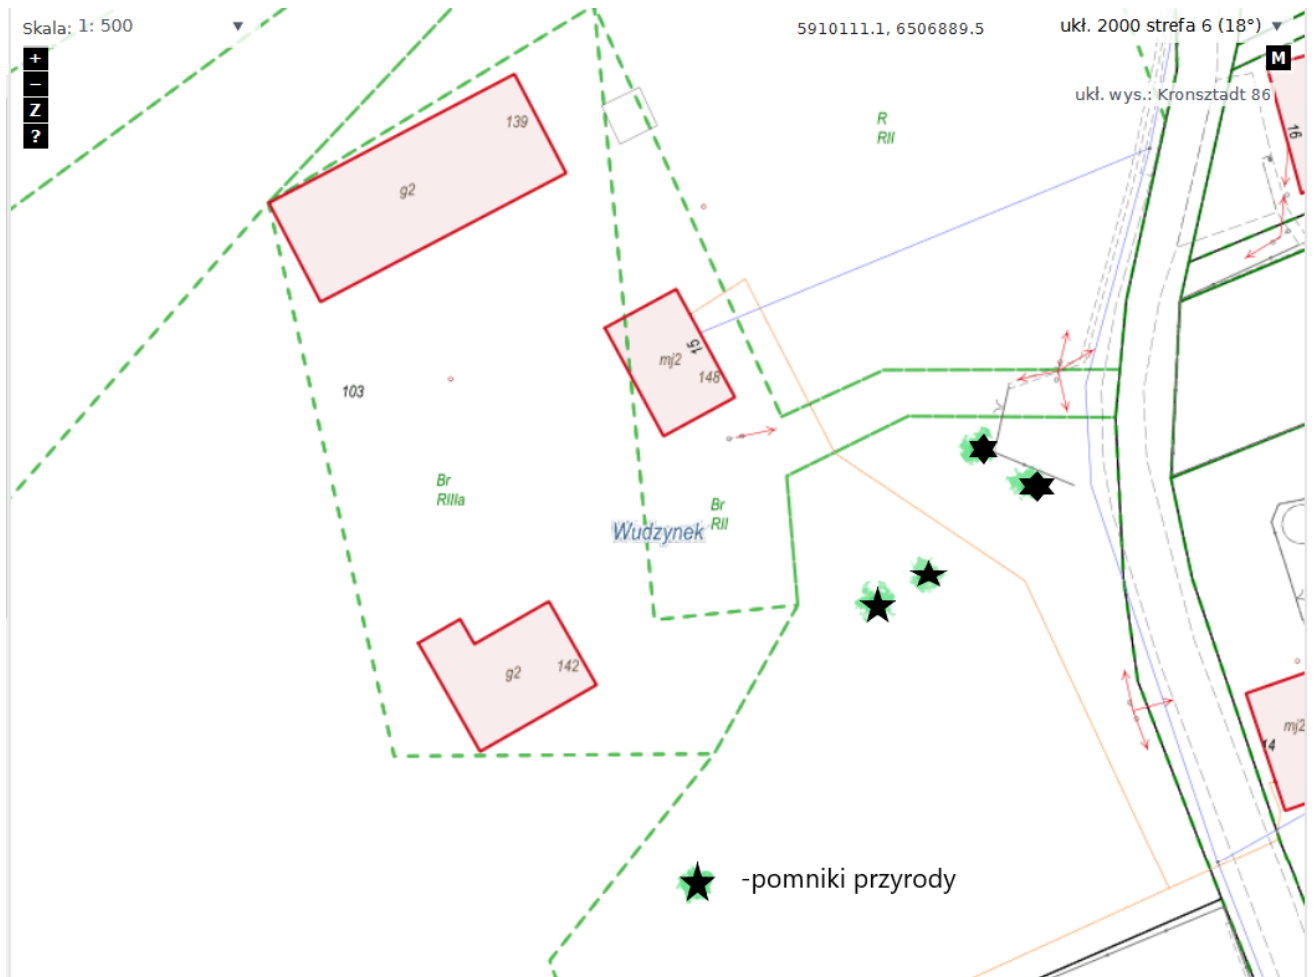 Skala: 1: 500
5910111.1, 6506889.5
ukł. 2000 strefa 6 (18°)
+
−
Z
?
M
ukł. wys.: Kronsztadt 86
139
g2
R
RII
16
15
mj2
148
103
Br
RIIIa
Br
RII
Wudzynek
142
g2
mj2
14
-pomniki przyrody